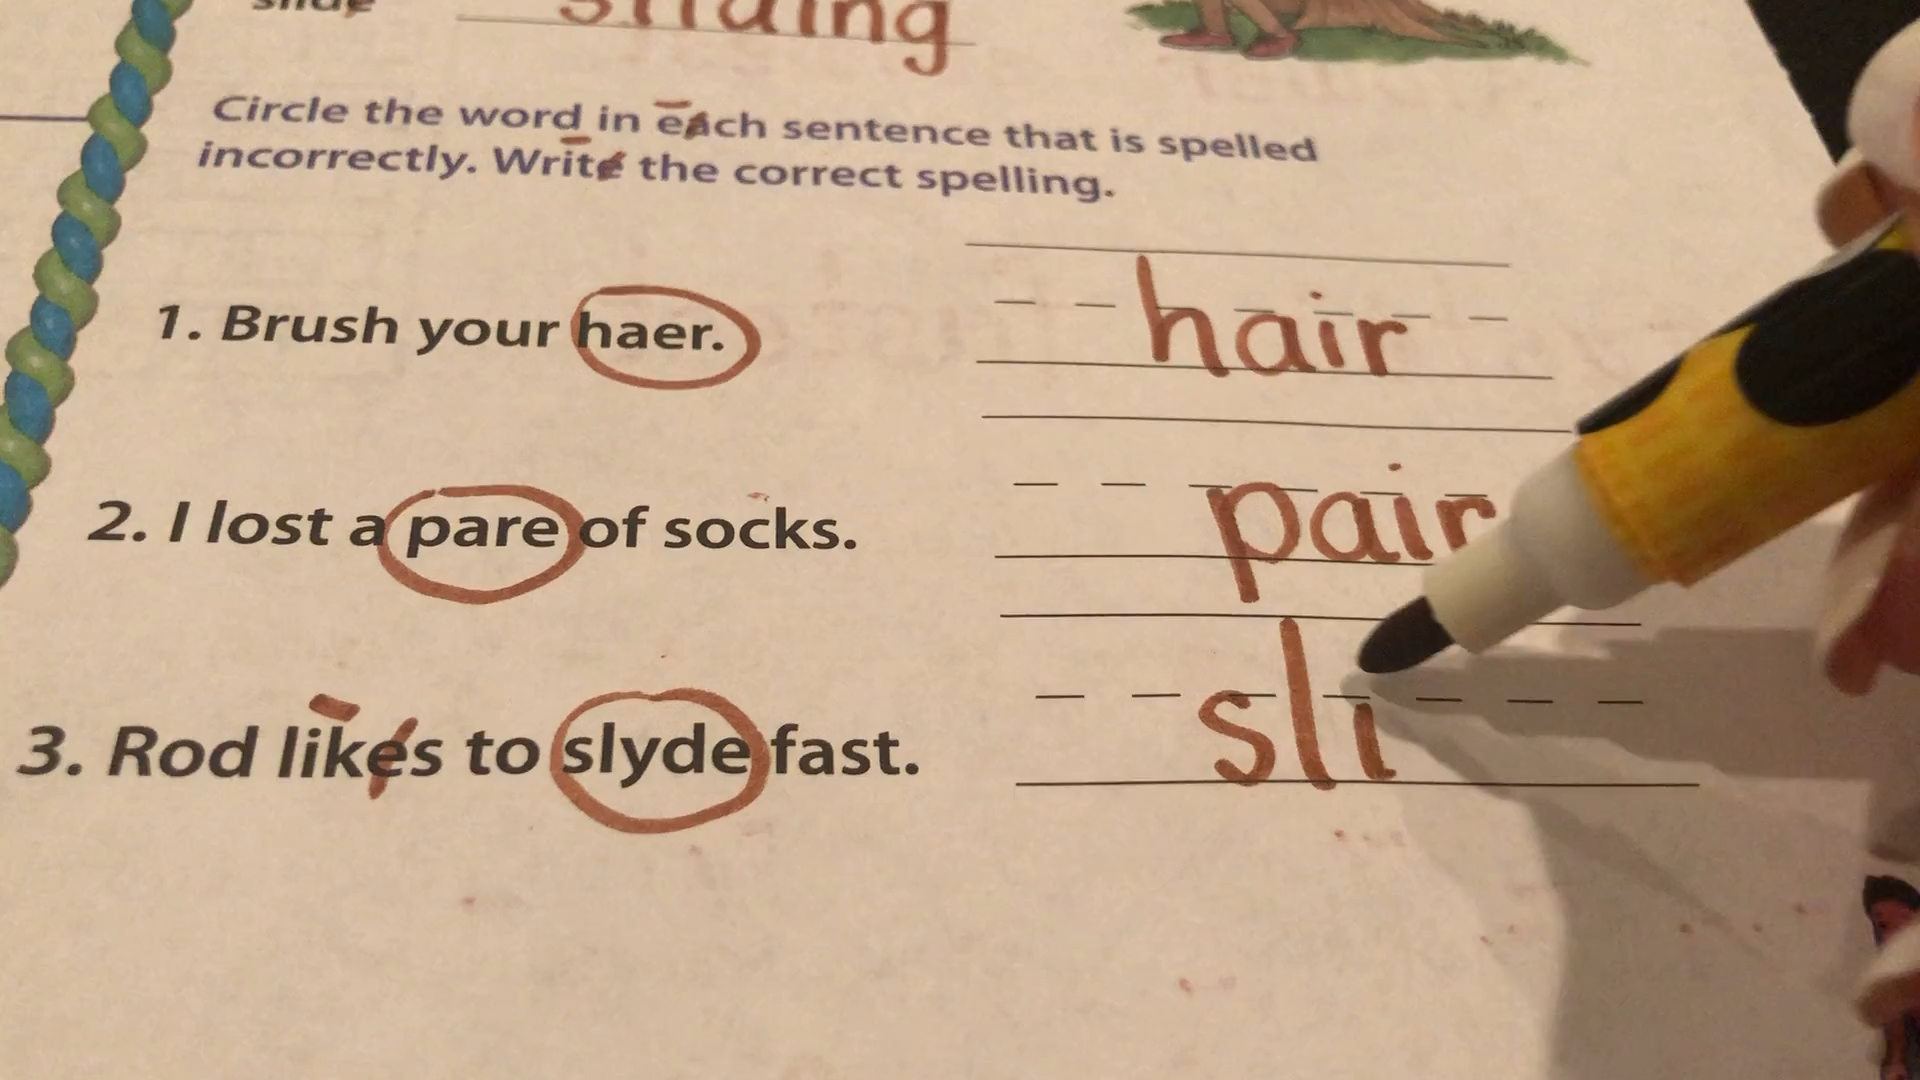 slide sliding
Circle the word in each sentence that is spelled
incorrectly. Write the correct spelling.
1. Brush your haer. hair
2. I lost a pare of socks. pair
3. Rod likes to slyde fast. sli